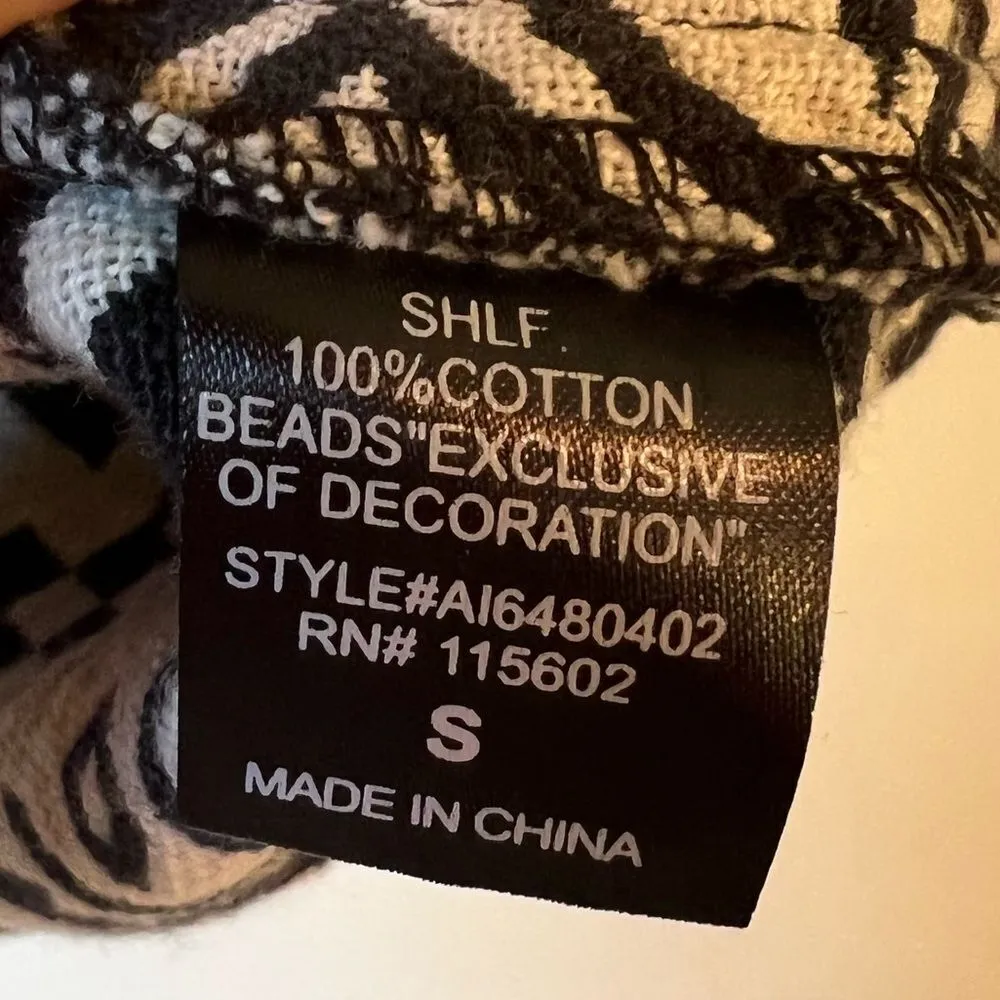 SHLF.
100%COTTON
BEADS"EXCLUSIVE
OF DECORATION"
STYLE#AI6480402
RN# 115602
S
MADE IN CHINA